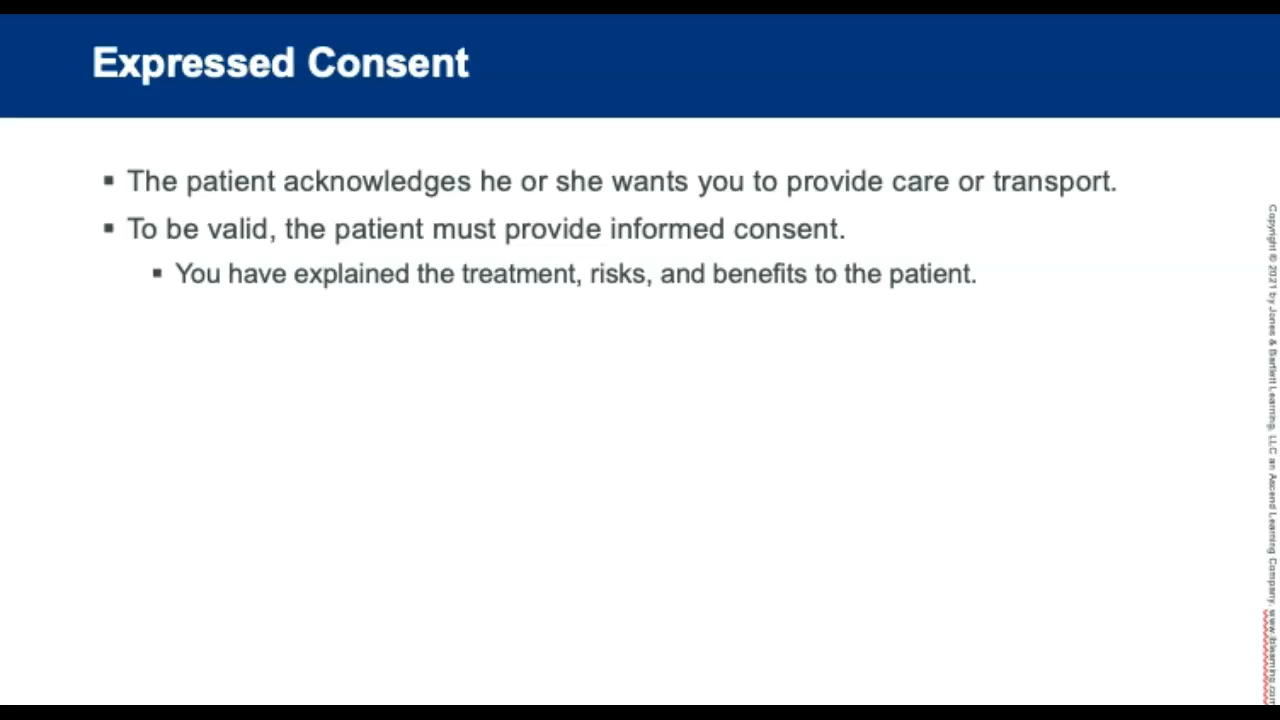 Expressed Consent
▪ The patient acknowledges he or she wants you to provide care or transport.
▪ To be valid, the patient must provide informed consent.
▪ You have explained the treatment, risks, and benefits to the patient.
Copyright © 2021 by Jones & Bartlett Learning, LLC an Ascend Learning Company.